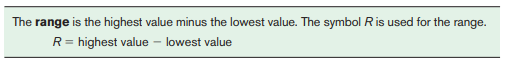 The range is the highest value minus the lowest value. The symbol R is used for the range.
R = highest value − lowest value